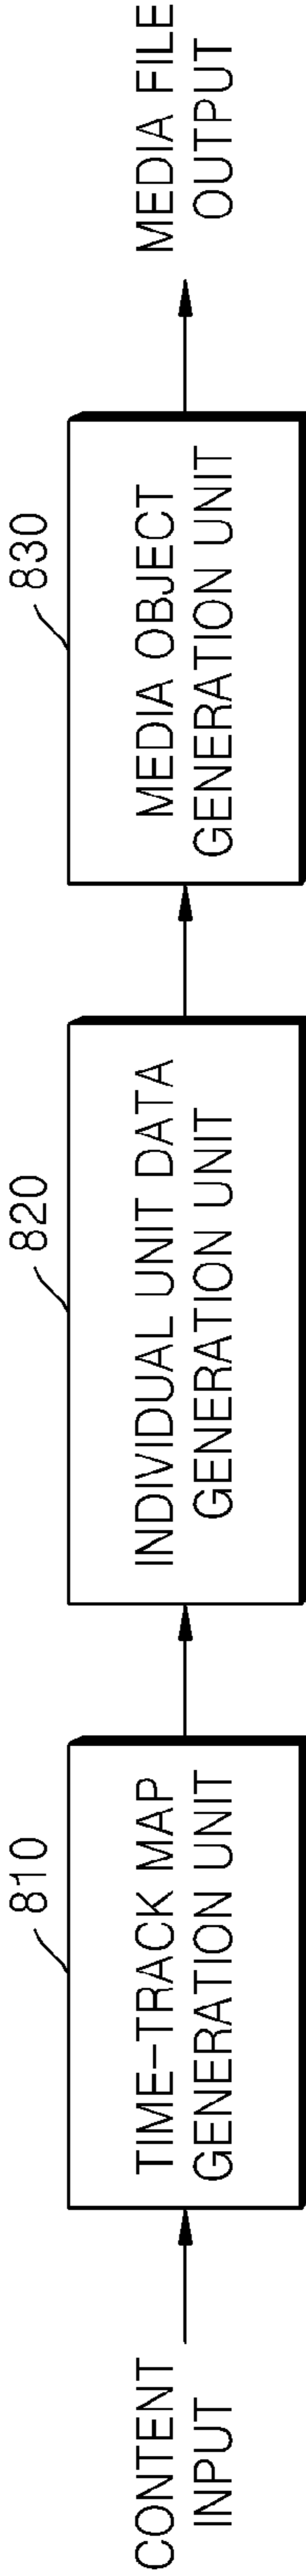 CONTENT
INPUT
810
TIME-TRACK MAP
GENERATION UNIT
820
INDIVIDUAL UNIT DATA
GENERATION UNIT
830
MEDIA OBJECT
GENERATION UNIT
MEDIA FILE
OUTPUT